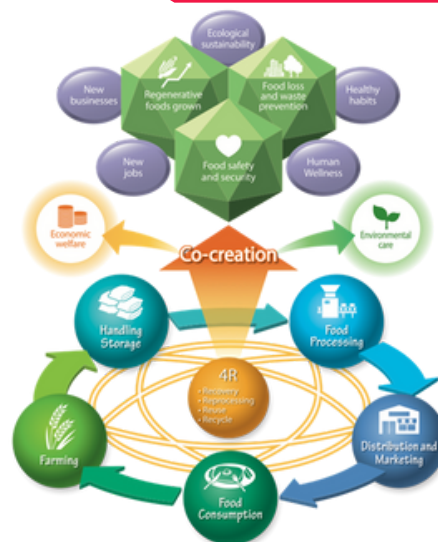 Ecological
sustainability
New
businesses
Regenerative
foods grown
Food loss
and waste
prevention
Healthy
habits
New
jobs
Food safety
and security
Human
Wellness
Economic
welfare
Co-creation
Environmental
care
Handling
Storage
Food
Processing
4R
• Recovery
• Reprocessing
• Reuse
• Recycle
Farming
Distribution and
Marketing
Food
Consumption